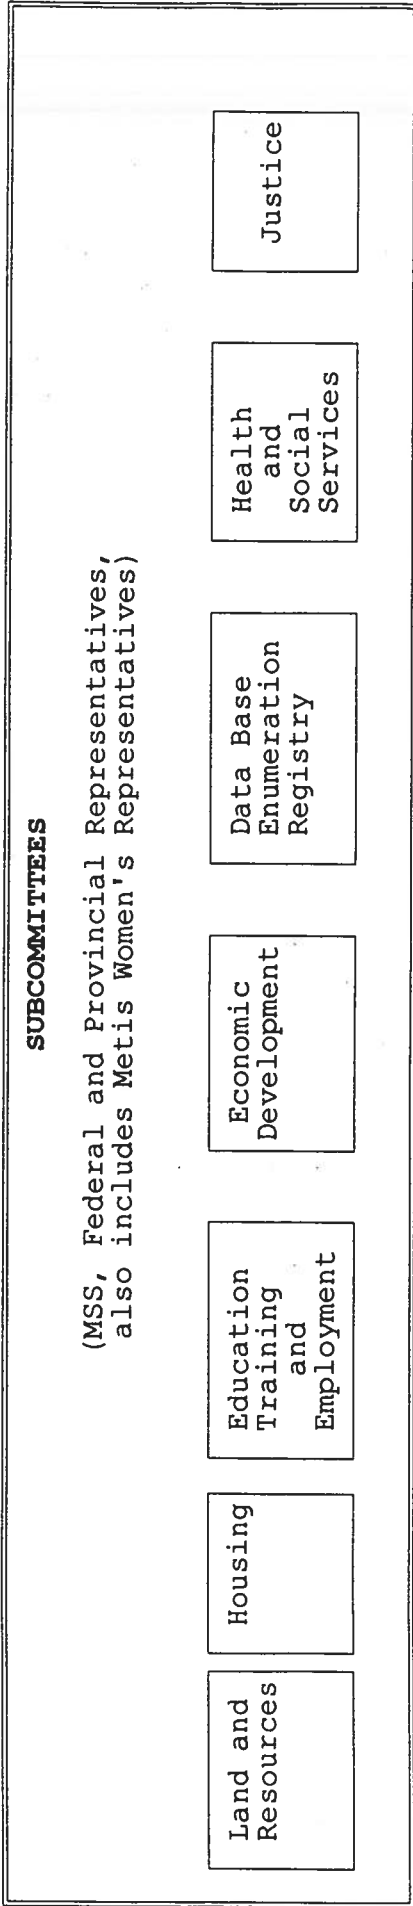 SUBCOMMITTEES
(MSS, Federal and Provincial Representatives,
also includes Metis Women's Representatives)
Land and
Resources
Housing
Education
Training
and
Employment
Economic
Development
Data Base
Enumeration
Registry
Health
and
Social
Services
Justice